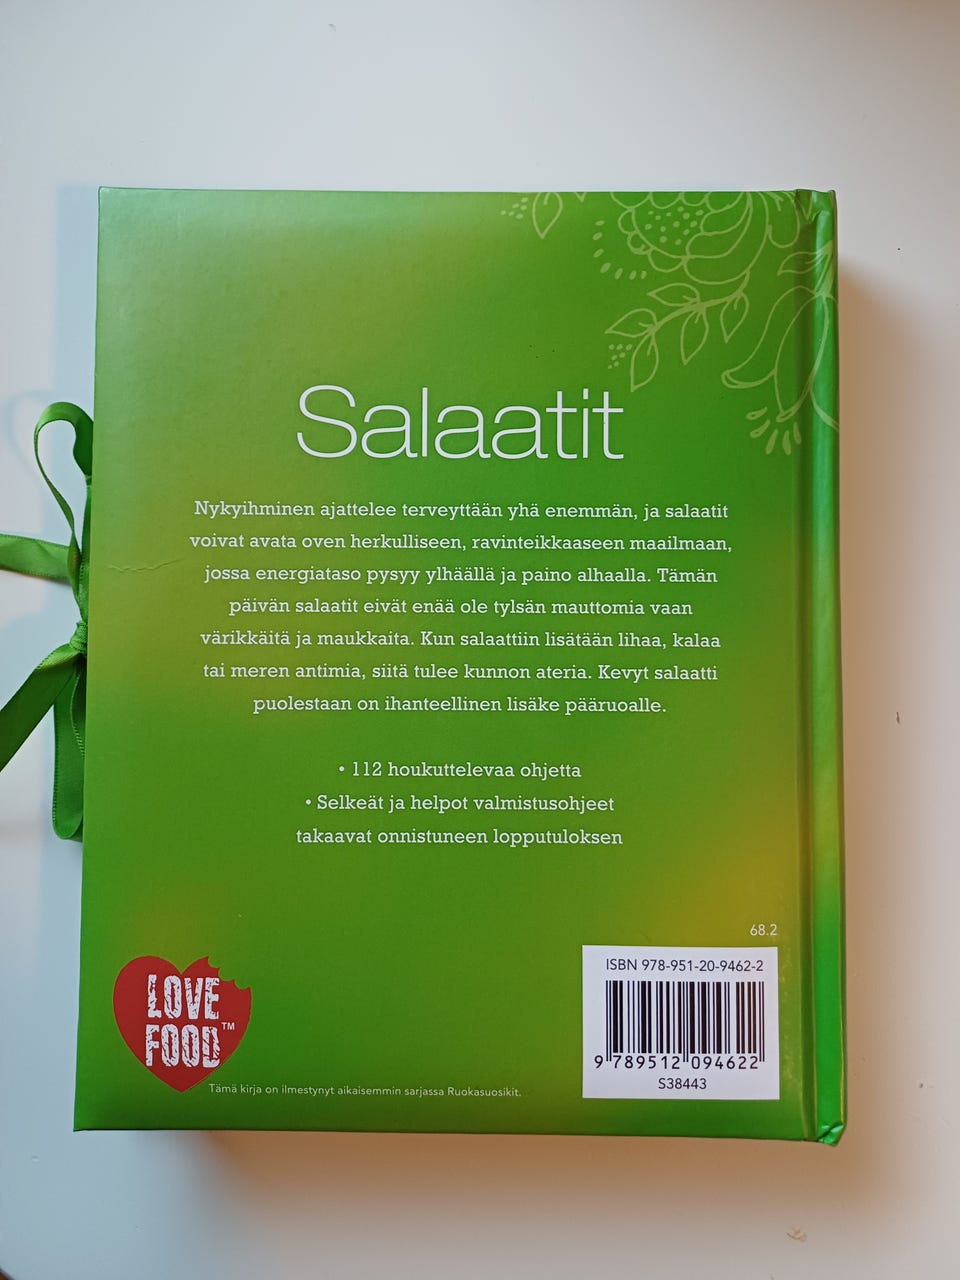 Salaatit
Nykyihminen ajattelee terveyttään yhä enemmän, ja salaatit
voivat avata oven herkulliseen, ravinteikkaaseen maailmaan,
jossa energiataso pysyy ylhäällä ja paino alhaalla. Tämän
päivän salaatit eivät enää ole tylsän mauttomia vaan
värikkäitä ja maukkaita. Kun salaattiin lisätään lihaa, kalaa
tai meren antimia, siitä tulee kunnon ateria. Kevyt salaatti
puolestaan on ihanteellinen lisäke pääruoalle.
• 112 houkuttelevaa ohjetta
• Selkeät ja helpot valmistusohjeet
takaavat onnistuneen lopputuloksen
68.2
ISBN 978-951-20-9462-2
9 789512 094622
S38443
LOVE
FOOD™
Tämä kirja on ilmestynyt aikaisemmin sarjassa Ruokasuosikit.